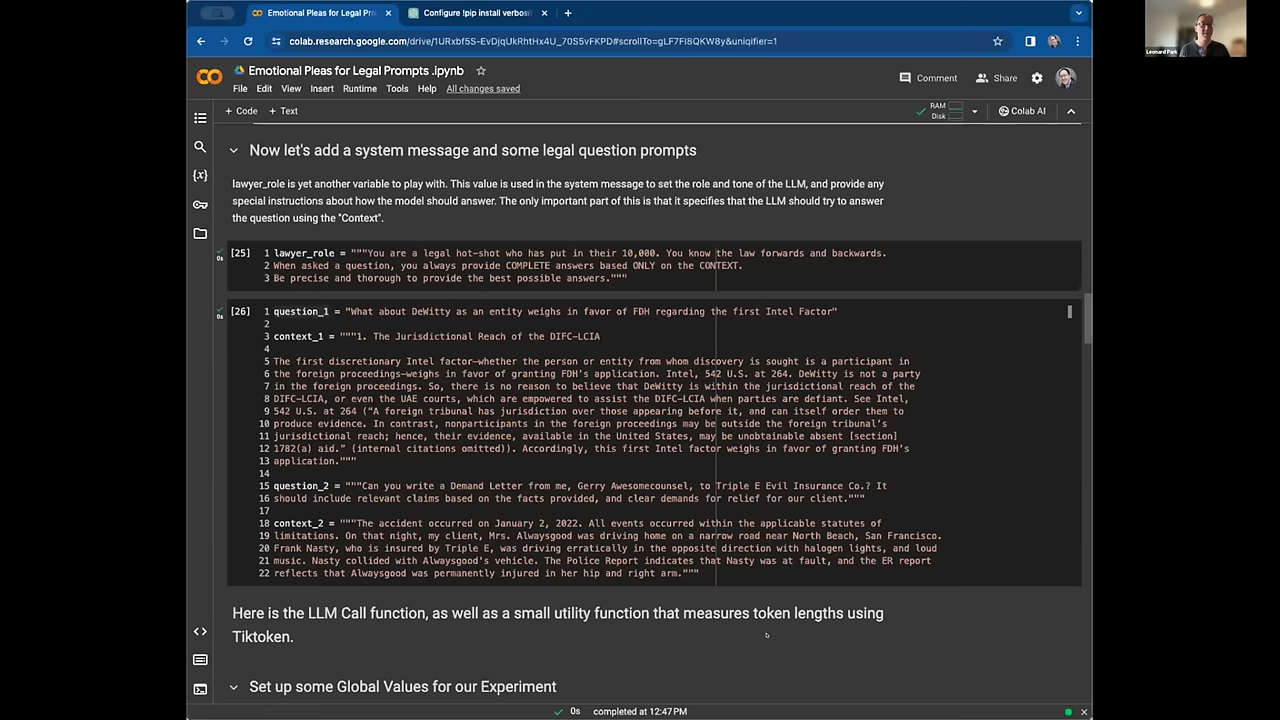 Emotional Pleas for Legal Pro
Configure !pip install verbosi
colab.research.google.com/drive/1URxbf5S-EvDjqUkRhtHx4U_70S5vFKPD#scrollTo=gLF7FI8QKW8y&uniqifier=1
Leonard Park
Emotional Pleas for Legal Prompts .ipynb
File Edit View Insert Runtime Tools Help All changes saved
Comment Share
+ Code + Text
RAM
Disk
Colab AI
Now let's add a system message and some legal question prompts
lawyer_role is yet another variable to play with. This value is used in the system message to set the role and tone of the LLM, and provide any
special instructions about how the model should answer. The only important part of this is that it specifies that the LLM should try to answer
the question using the "Context".
[25] 1 lawyer_role = """You are a legal hot-shot who has put in their 10,000. You know the law forwards and backwards.
0s 2 When asked a question, you always provide COMPLETE answers based ONLY on the CONTEXT.
3 Be precise and thorough to provide the best possible answers."""
[26] 1 question_1 = "What about DeWitty as an entity weighs in favor of FDH regarding the first Intel Factor"
0s 2
3 context_1 = """1. The Jurisdictional Reach of the DIFC-LCIA
4
5 The first discretionary Intel factor—whether the person or entity from whom discovery is sought is a participant in
6 the foreign proceedings—weighs in favor of granting FDH's application. Intel, 542 U.S. at 264. DeWitty is not a party
7 in the foreign proceedings. So, there is no reason to believe that DeWitty is within the jurisdictional reach of the
8 DIFC-LCIA, or even the UAE courts, which are empowered to assist the DIFC-LCIA when parties are defiant. See Intel,
9 542 U.S. at 264 (“A foreign tribunal has jurisdiction over those appearing before it, and can itself order them to
10 produce evidence. In contrast, nonparticipants in the foreign proceedings may be outside the foreign tribunal's
11 jurisdictional reach; hence, their evidence, available in the United States, may be unobtainable absent [section]
12 1782(a) aid.” (internal citations omitted)). Accordingly, this first Intel factor weighs in favor of granting FDH's
13 application."""
14
15 question_2 = """Can you write a Demand Letter from me, Gerry Awesomecounsel, to Triple E Evil Insurance Co.? It
16 should include relevant claims based on the facts provided, and clear demands for relief for our client."""
17
18 context_2 = """The accident occurred on January 2, 2022. All events occurred within the applicable statutes of
19 limitations. On that night, my client, Mrs. Alwaysgood was driving home on a narrow road near North Beach, San Francisco.
20 Frank Nasty, who is insured by Triple E, was driving erratically in the opposite direction with halogen lights, and loud
21 music. Nasty collided with Alwaysgood's vehicle. The Police Report indicates that Nasty was at fault, and the ER report
22 reflects that Alwaysgood was permanently injured in her hip and right arm."""
Here is the LLM Call function, as well as a small utility function that measures token lengths using
Tiktoken.
Set up some Global Values for our Experiment
0s completed at 12:47 PM